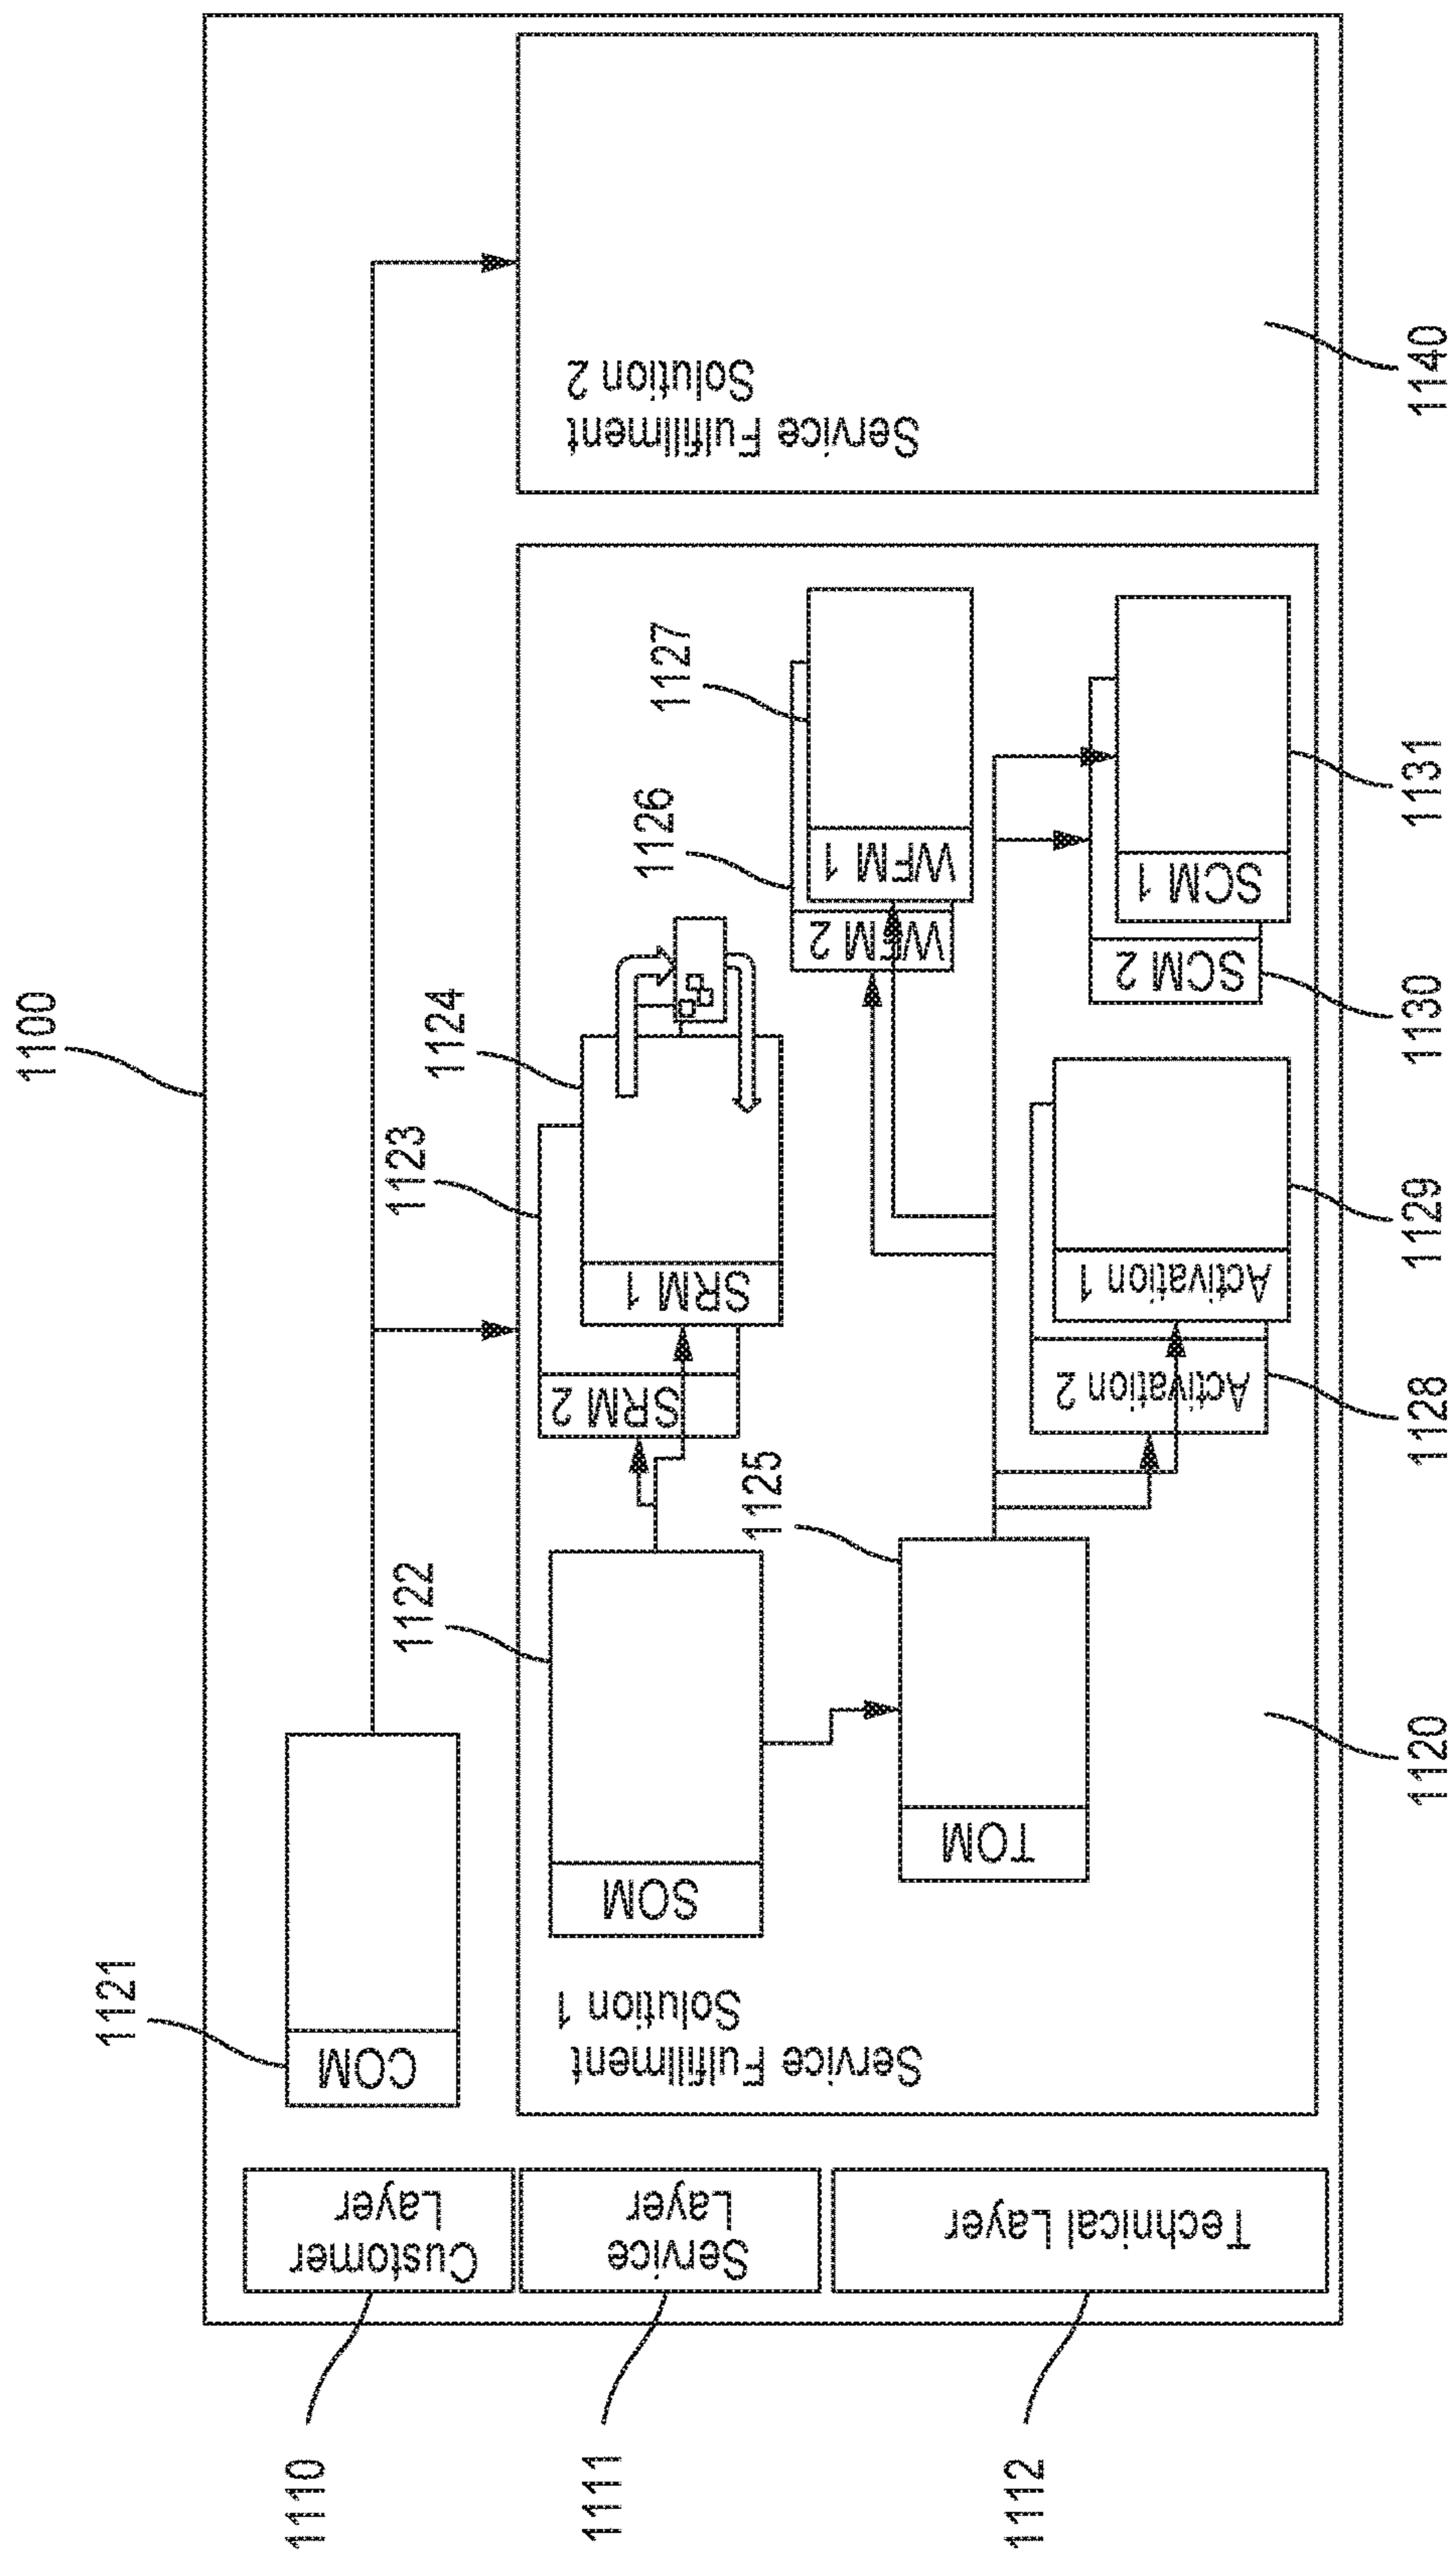 1100
1110
Customer
Layer
1111
Service
Layer
1112
Technical Layer
1121
COM
Service Fulfillment
Solution 1
1120
1122
SOM
1123
SRM 2
1124
SRM 1
1125
TOM
1126
WFM 2
1127
WFM 1
1128
Activation 2
1129
Activation 1
1130
SCM 2
1131
SCM 1
Service Fulfillment
Solution 2
1140